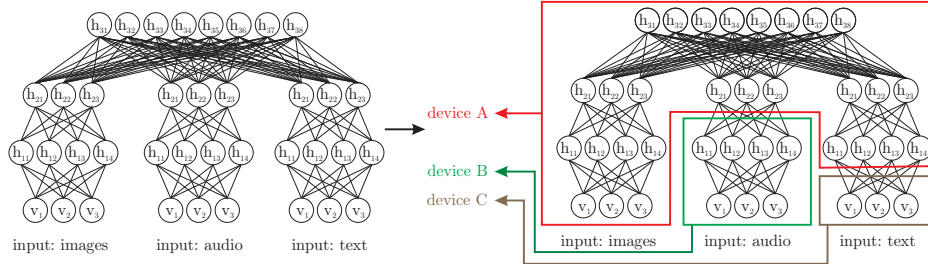 h₃₁ h₃₂ h₃₃ h₃₄ h₃₅ h₃₆ h₃₇ h₃₈
h₂₁ h₂₂ h₂₃ h₂₁ h₂₂ h₂₃ h₂₁ h₂₂ h₂₃
h₁₁ h₁₂ h₁₃ h₁₄ h₁₁ h₁₂ h₁₃ h₁₄ h₁₁ h₁₂ h₁₃ h₁₄
v₁ v₂ v₃ v₁ v₂ v₃ v₁ v₂ v₃
input: images input: audio input: text
device A
device B
device C
h₃₁ h₃₂ h₃₃ h₃₄ h₃₅ h₃₆ h₃₇ h₃₈
h₂₁ h₂₂ h₂₃ h₂₁ h₂₂ h₂₃ h₂₁ h₂₂ h₂₃
h₁₁ h₁₂ h₁₃ h₁₄ h₁₁ h₁₂ h₁₃ h₁₄ h₁₁ h₁₂ h₁₃ h₁₄
v₁ v₂ v₃ v₁ v₂ v₃ v₁ v₂ v₃
input: images input: audio input: text